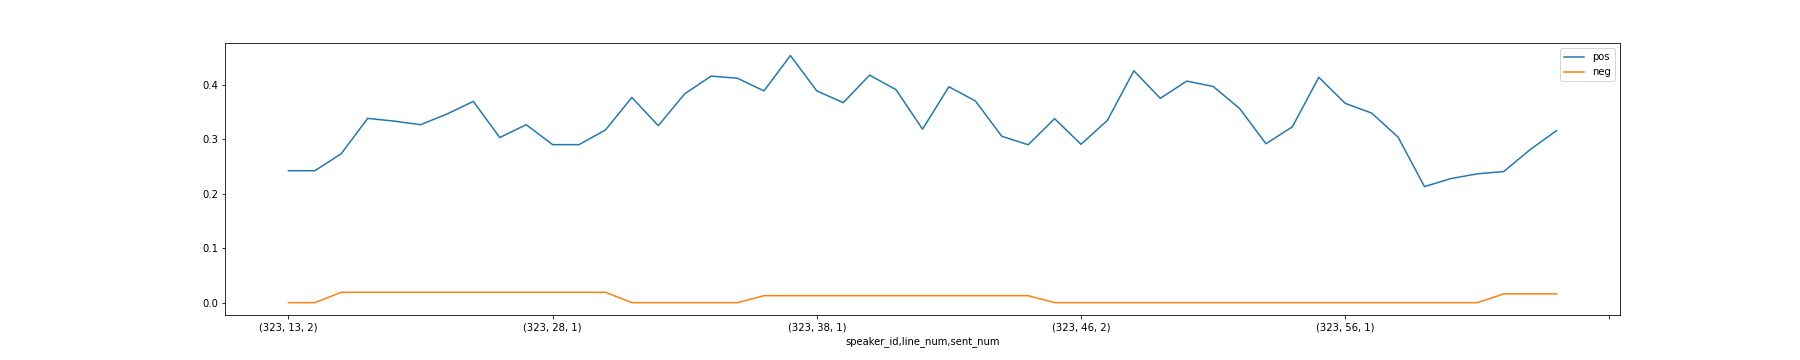 pos
neg
0.4
0.3
0.2
0.1
0.0
(323, 13, 2)
(323, 28, 1)
(323, 38, 1)
(323, 46, 2)
(323, 56, 1)
speaker_id,line_num,sent_num